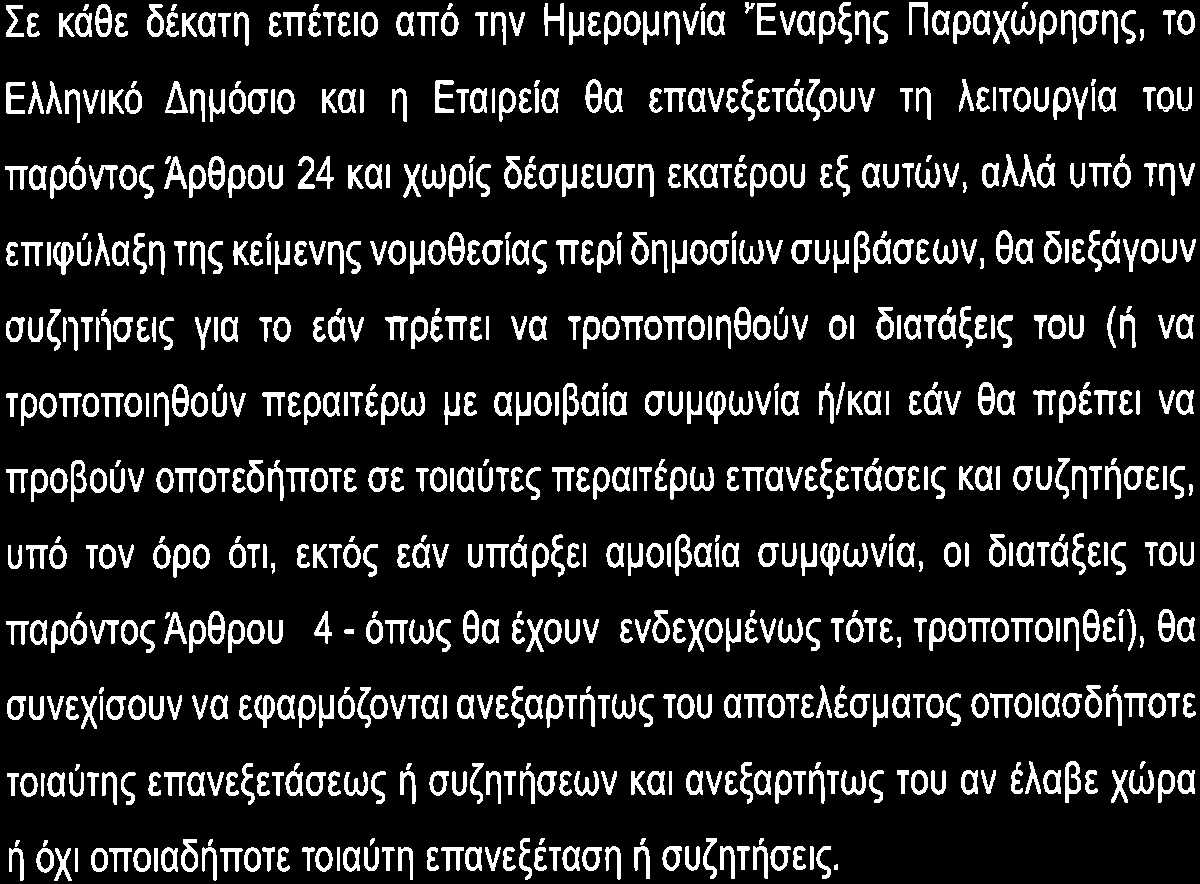 Σε κάθε δέκατη επέτειο από την Ημερομηνία Έναρξης Παραχώρησης, το
Ελληνικό Δημόσιο και η Εταιρεία θα επανεξετάζουν τη λειτουργία του
παρόντος Άρθρου 24 και χωρίς δέσμευση εκατέρου εξ αυτών, αλλά υπό την
επιφύλαξη της κείμενης νομοθεσίας περί δημοσίων συμβάσεων, θα διεξάγουν
συζητήσεις για το εάν πρέπει να τροποποιηθούν οι διατάξεις του (ή να
τροποποιηθούν περαιτέρω με αμοιβαία συμφωνία ή/και εάν θα πρέπει να
προβούν οποτεδήποτε σε τοιαύτες περαιτέρω επανεξετάσεις και συζητήσεις,
υπό τον όρο ότι, εκτός εάν υπάρξει αμοιβαία συμφωνία, οι διατάξεις του
παρόντος Άρθρου 4 - όπως θα έχουν ενδεχομένως τότε, τροποποιηθεί), θα
συνεχίσουν να εφαρμόζονται ανεξαρτήτως του αποτελέσματος οποιασδήποτε
τοιαύτης επανεξετάσεως ή συζητήσεων και ανεξαρτήτως του αν έλαβε χώρα
ή όχι οποιαδήποτε τοιαύτη επανεξέταση ή συζητήσεις.